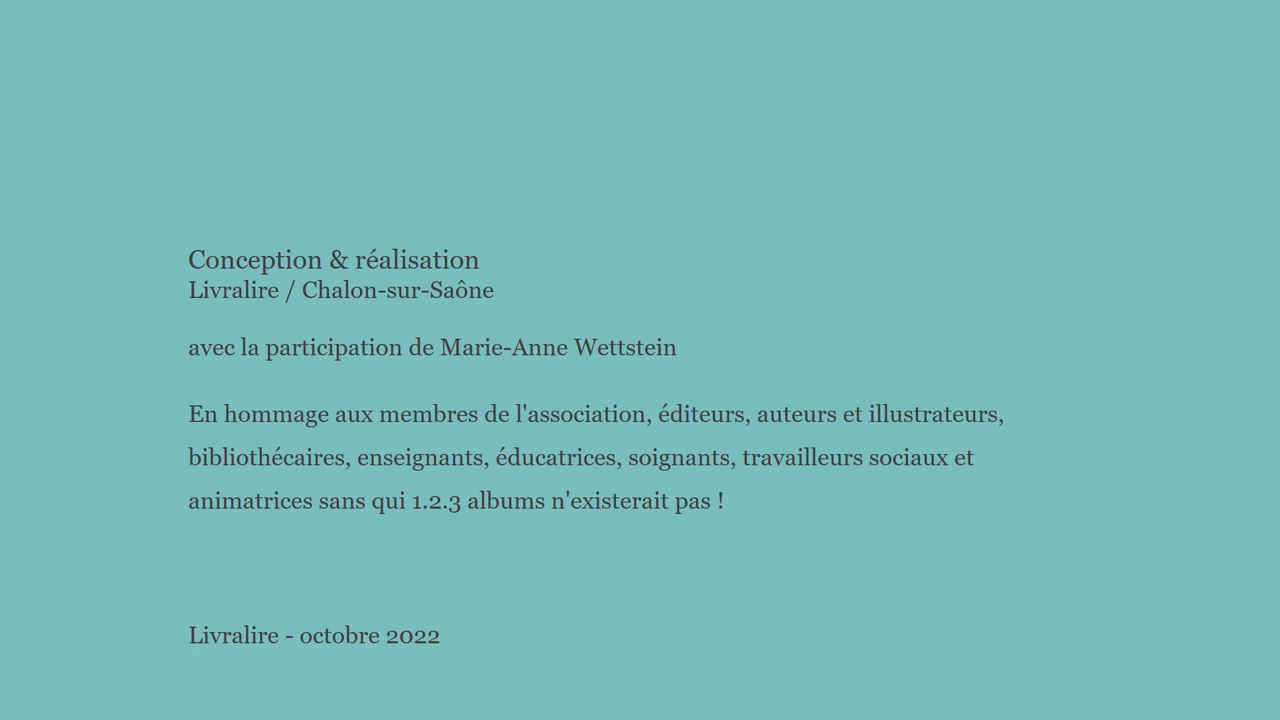 Conception & réalisation
Livralire / Chalon-sur-Saône
avec la participation de Marie-Anne Wettstein
En hommage aux membres de l'association, éditeurs, auteurs et illustrateurs,
bibliothécaires, enseignants, éducatrices, soignants, travailleurs sociaux et
animatrices sans qui 1.2.3 albums n'existerait pas !
Livralire - octobre 2022